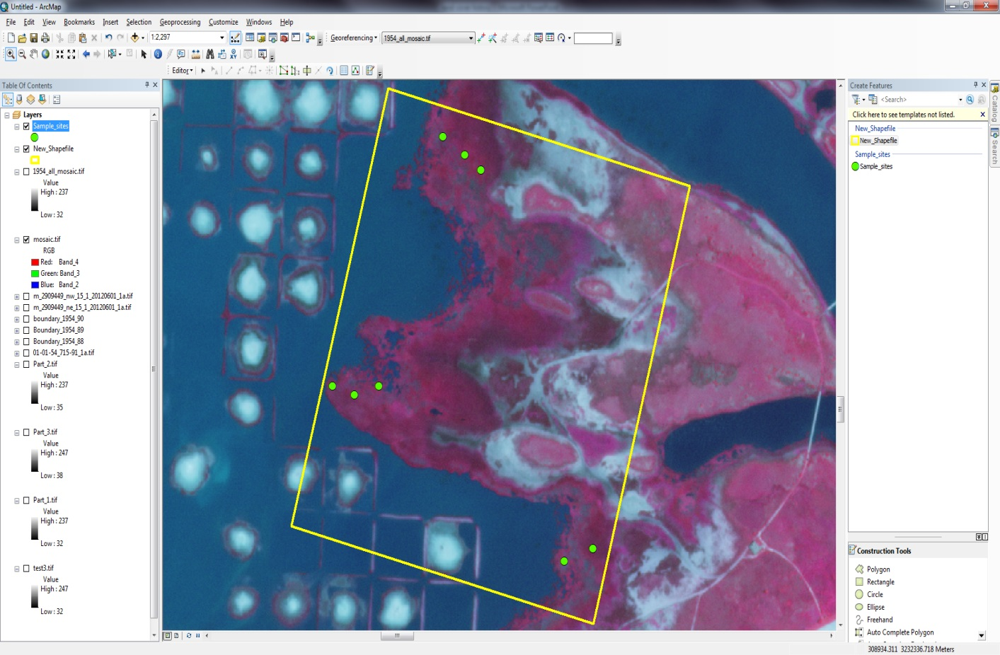 Untitled - ArcMap
File Edit View Bookmarks Insert Selection Geoprocessing Customize Windows Help
1:2,297 Georeferencing 1954_all_mosaic.tif
Editor
Table Of Contents
Layers
Sample_sites
New_Shapefile
1954_all_mosaic.tif
Value
High : 237
Low : 32
mosaic.tif
RGB
Red: Band_4
Green: Band_3
Blue: Band_2
m_2909449_nw_15_1_20120601_1a.tif
m_2909449_ne_15_1_20120601_1a.tif
boundary_1954_90
Boundary_1954_89
Boundary_1954_88
01-01-54_715-91_1a.tif
Part_2.tif
Value
High : 237
Low : 35
Part_3.tif
Value
High : 247
Low : 38
Part_1.tif
Value
High : 237
Low : 32
test3.tif
Value
High : 247
Low : 32
Create Features
<Search>
Click here to see templates not listed.
New_Shapefile
New_Shapefile
Sample_sites
Sample_sites
Construction Tools
Polygon
Rectangle
Circle
Ellipse
Freehand
Auto Complete Polygon
Catalog
Search
308934.311 3232336.718 Meters